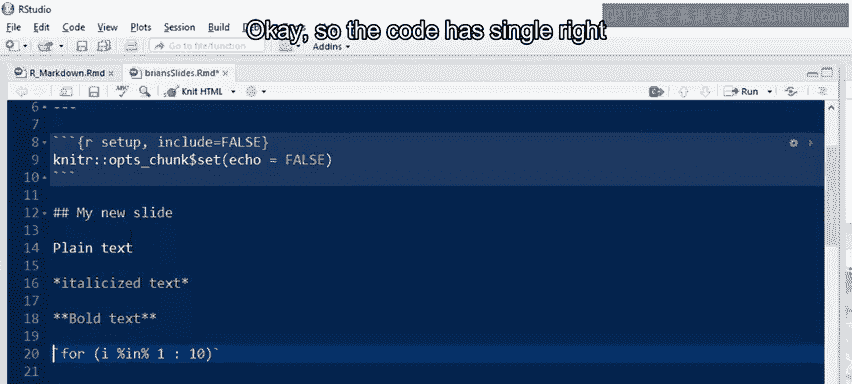 RStudio
File Edit Code View Plots Session Build
Okay, so the code has single right
Go to file/function
Addins
R_Markdown.Rmd
briansSlides.Rmd*
Knit HTML
Run
6 ---
7
8 ```{r setup, include=FALSE}
9 knitr::opts_chunk$set(echo = FALSE)
10 ```
11
12 ## My new slide
13
14 Plain text
15
16 *italicized text*
17
18 **Bold text**
19
20 `for (i %in% 1 : 10)`
21